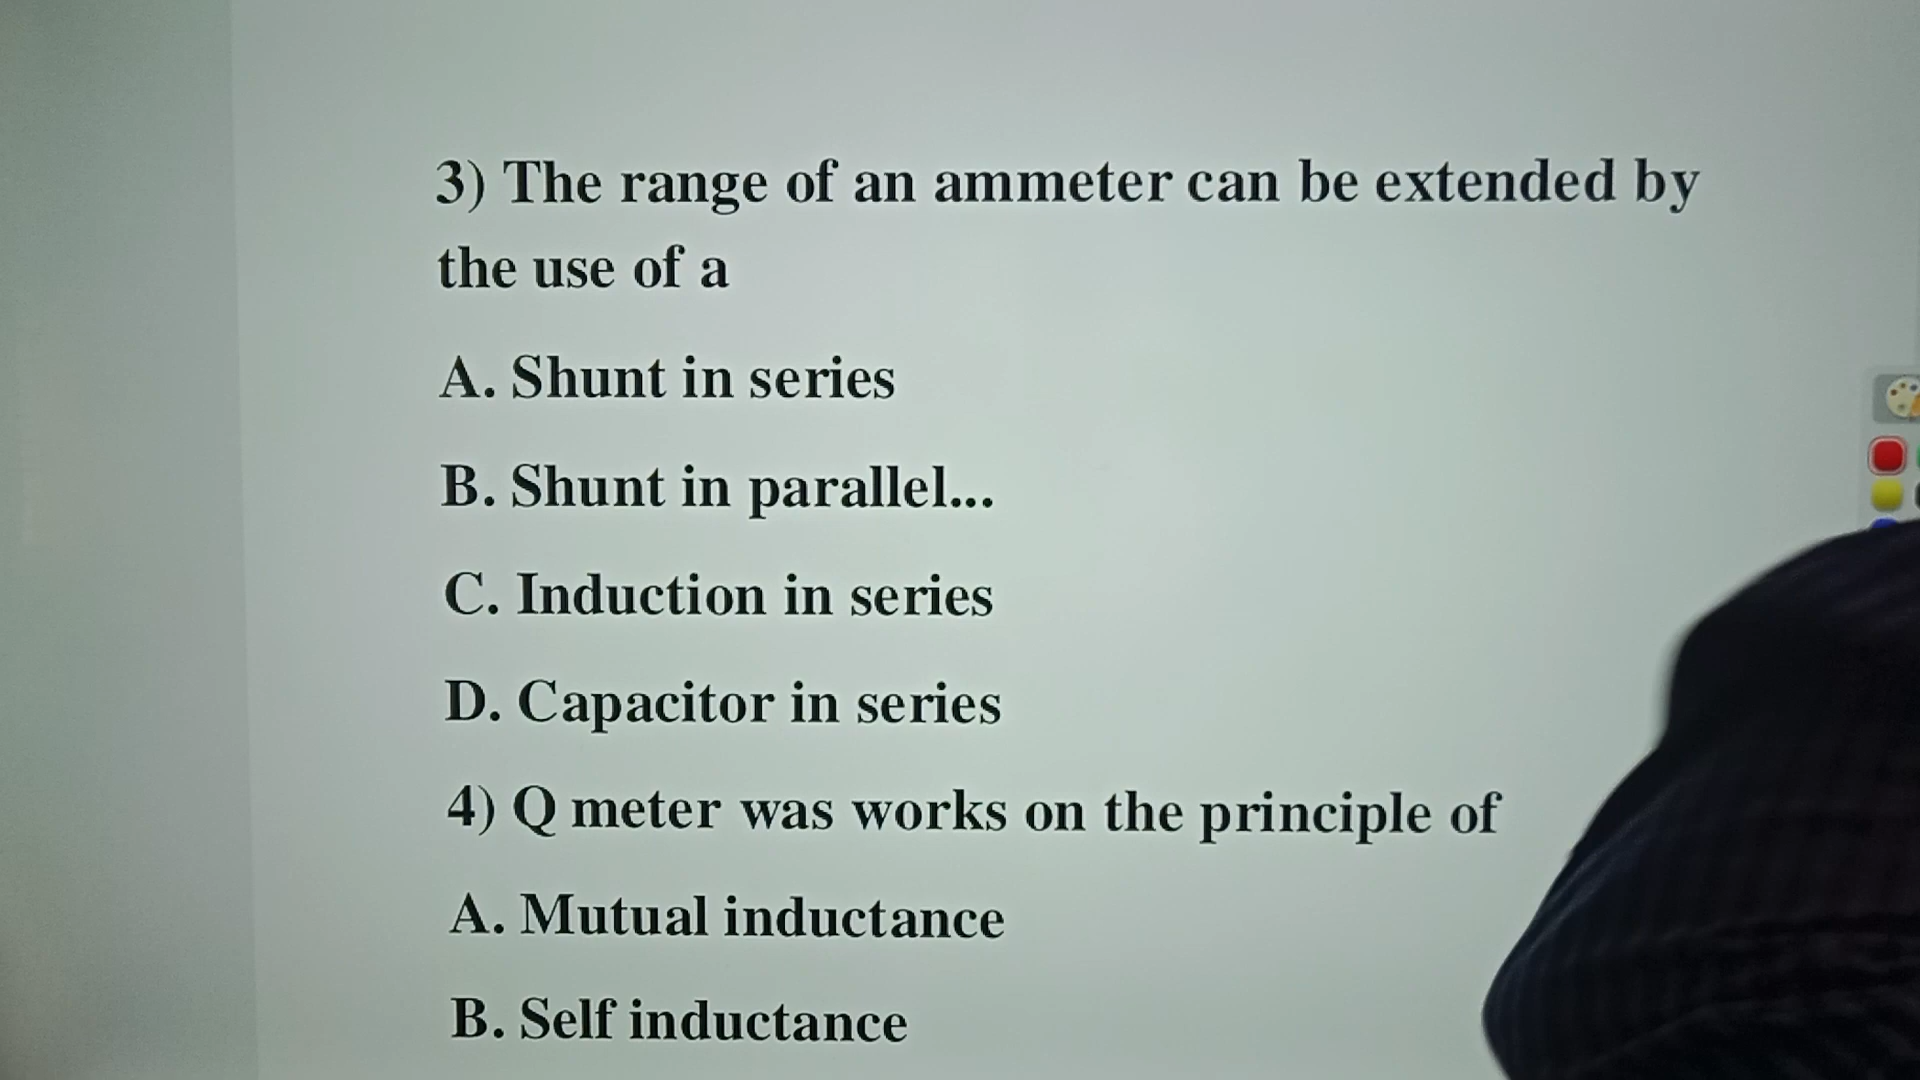 3) The range of an ammeter can be extended by
the use of a
A. Shunt in series
B. Shunt in parallel...
C. Induction in series
D. Capacitor in series
4) Q meter was works on the principle of
A. Mutual inductance
B. Self inductance